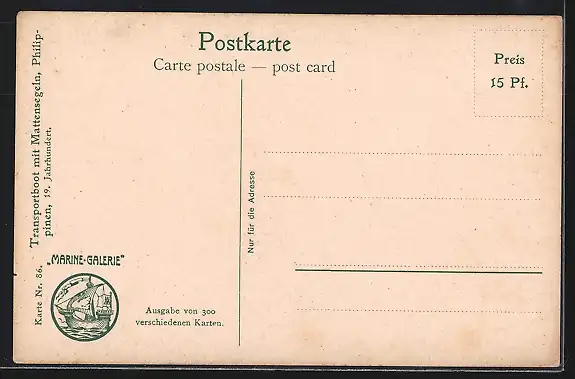 Postkarte
Carte postale — post card
Preis
15 Pf.
Karte Nr. 86. Transportboot mit Mattensegeln, Philip-
pinen, 19. Jahrhundert.
„MARINE-GALERIE”
Ausgabe von 300
verschiedenen Karten.
Nur für die Adresse